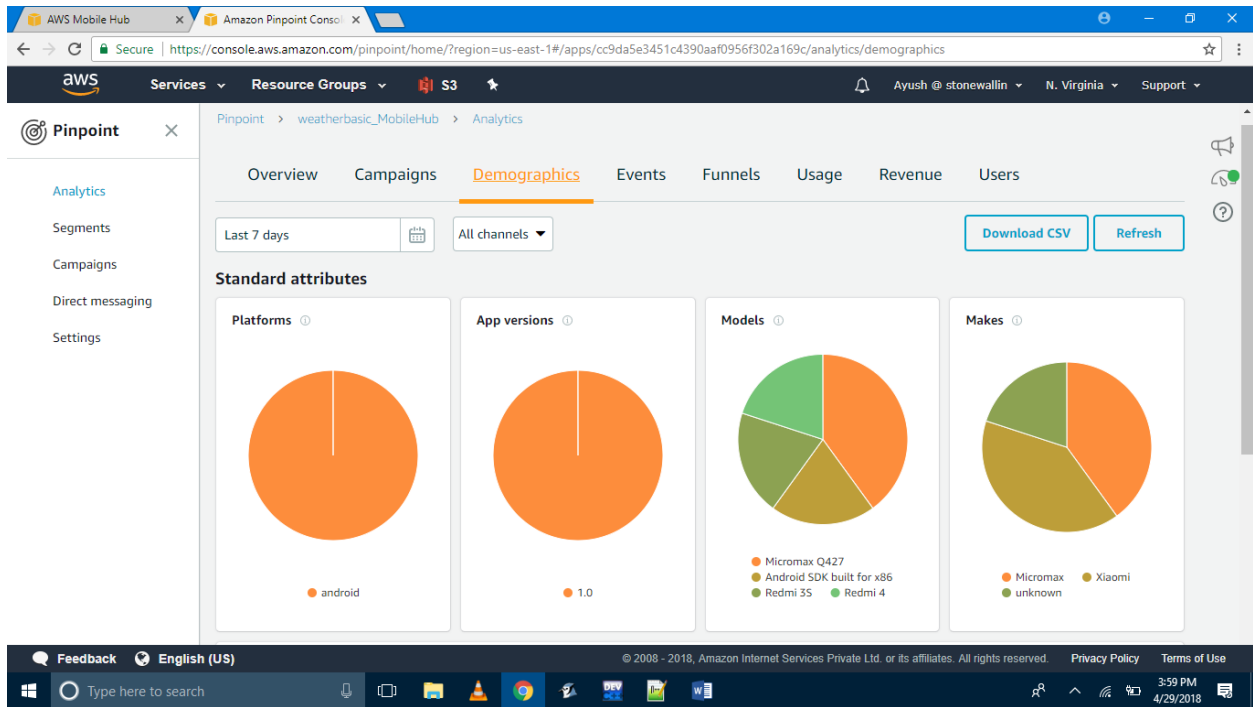 AWS Mobile Hub
Amazon Pinpoint Consol
Secure https://console.aws.amazon.com/pinpoint/home/?region=us-east-1#/apps/cc9da5e3451c4390aaf0956f302a169c/analytics/demographics
aws Services Resource Groups S3 Ayush @ stonewallin N. Virginia Support
Pinpoint
Pinpoint > weatherbasic_MobileHub > Analytics
Analytics
Segments
Campaigns
Direct messaging
Settings
Overview Campaigns Demographics Events Funnels Usage Revenue Users
Last 7 days All channels Download CSV Refresh
Standard attributes
Platforms
android
App versions
1.0
Models
Micromax Q427
Android SDK built for x86
Redmi 3S Redmi 4
Makes
Micromax Xiaomi
unknown
Feedback English (US) © 2008 - 2018, Amazon Internet Services Private Ltd. or its affiliates. All rights reserved. Privacy Policy Terms of Use
Type here to search
DEV
3:59 PM
4/29/2018